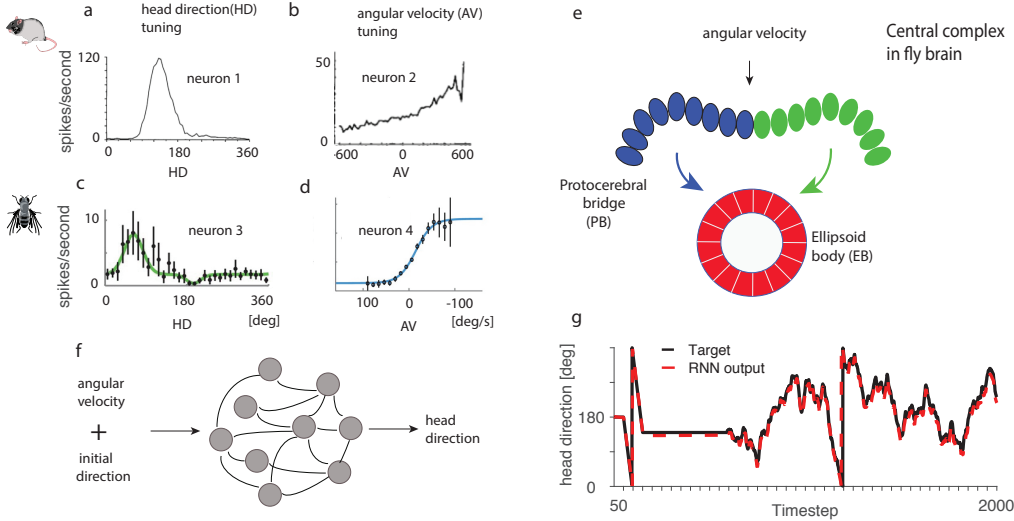 a
head direction(HD)
tuning
spikes/second
120
0
neuron 1
0
180
360
HD
b
angular velocity (AV)
tuning
50
0
neuron 2
-600
0
600
AV
c
spikes/second
10
0
neuron 3
0
180
360
[deg]
HD
d
neuron 4
100
0
-100
[deg/s]
AV
e
angular velocity
Central complex
in fly brain
Protocerebral
bridge (PB)
Ellipsoid
body (EB)
f
angular
velocity
+
initial
direction
head
direction
g
head direction [deg]
180
0
Target
RNN output
50
2000
Timestep